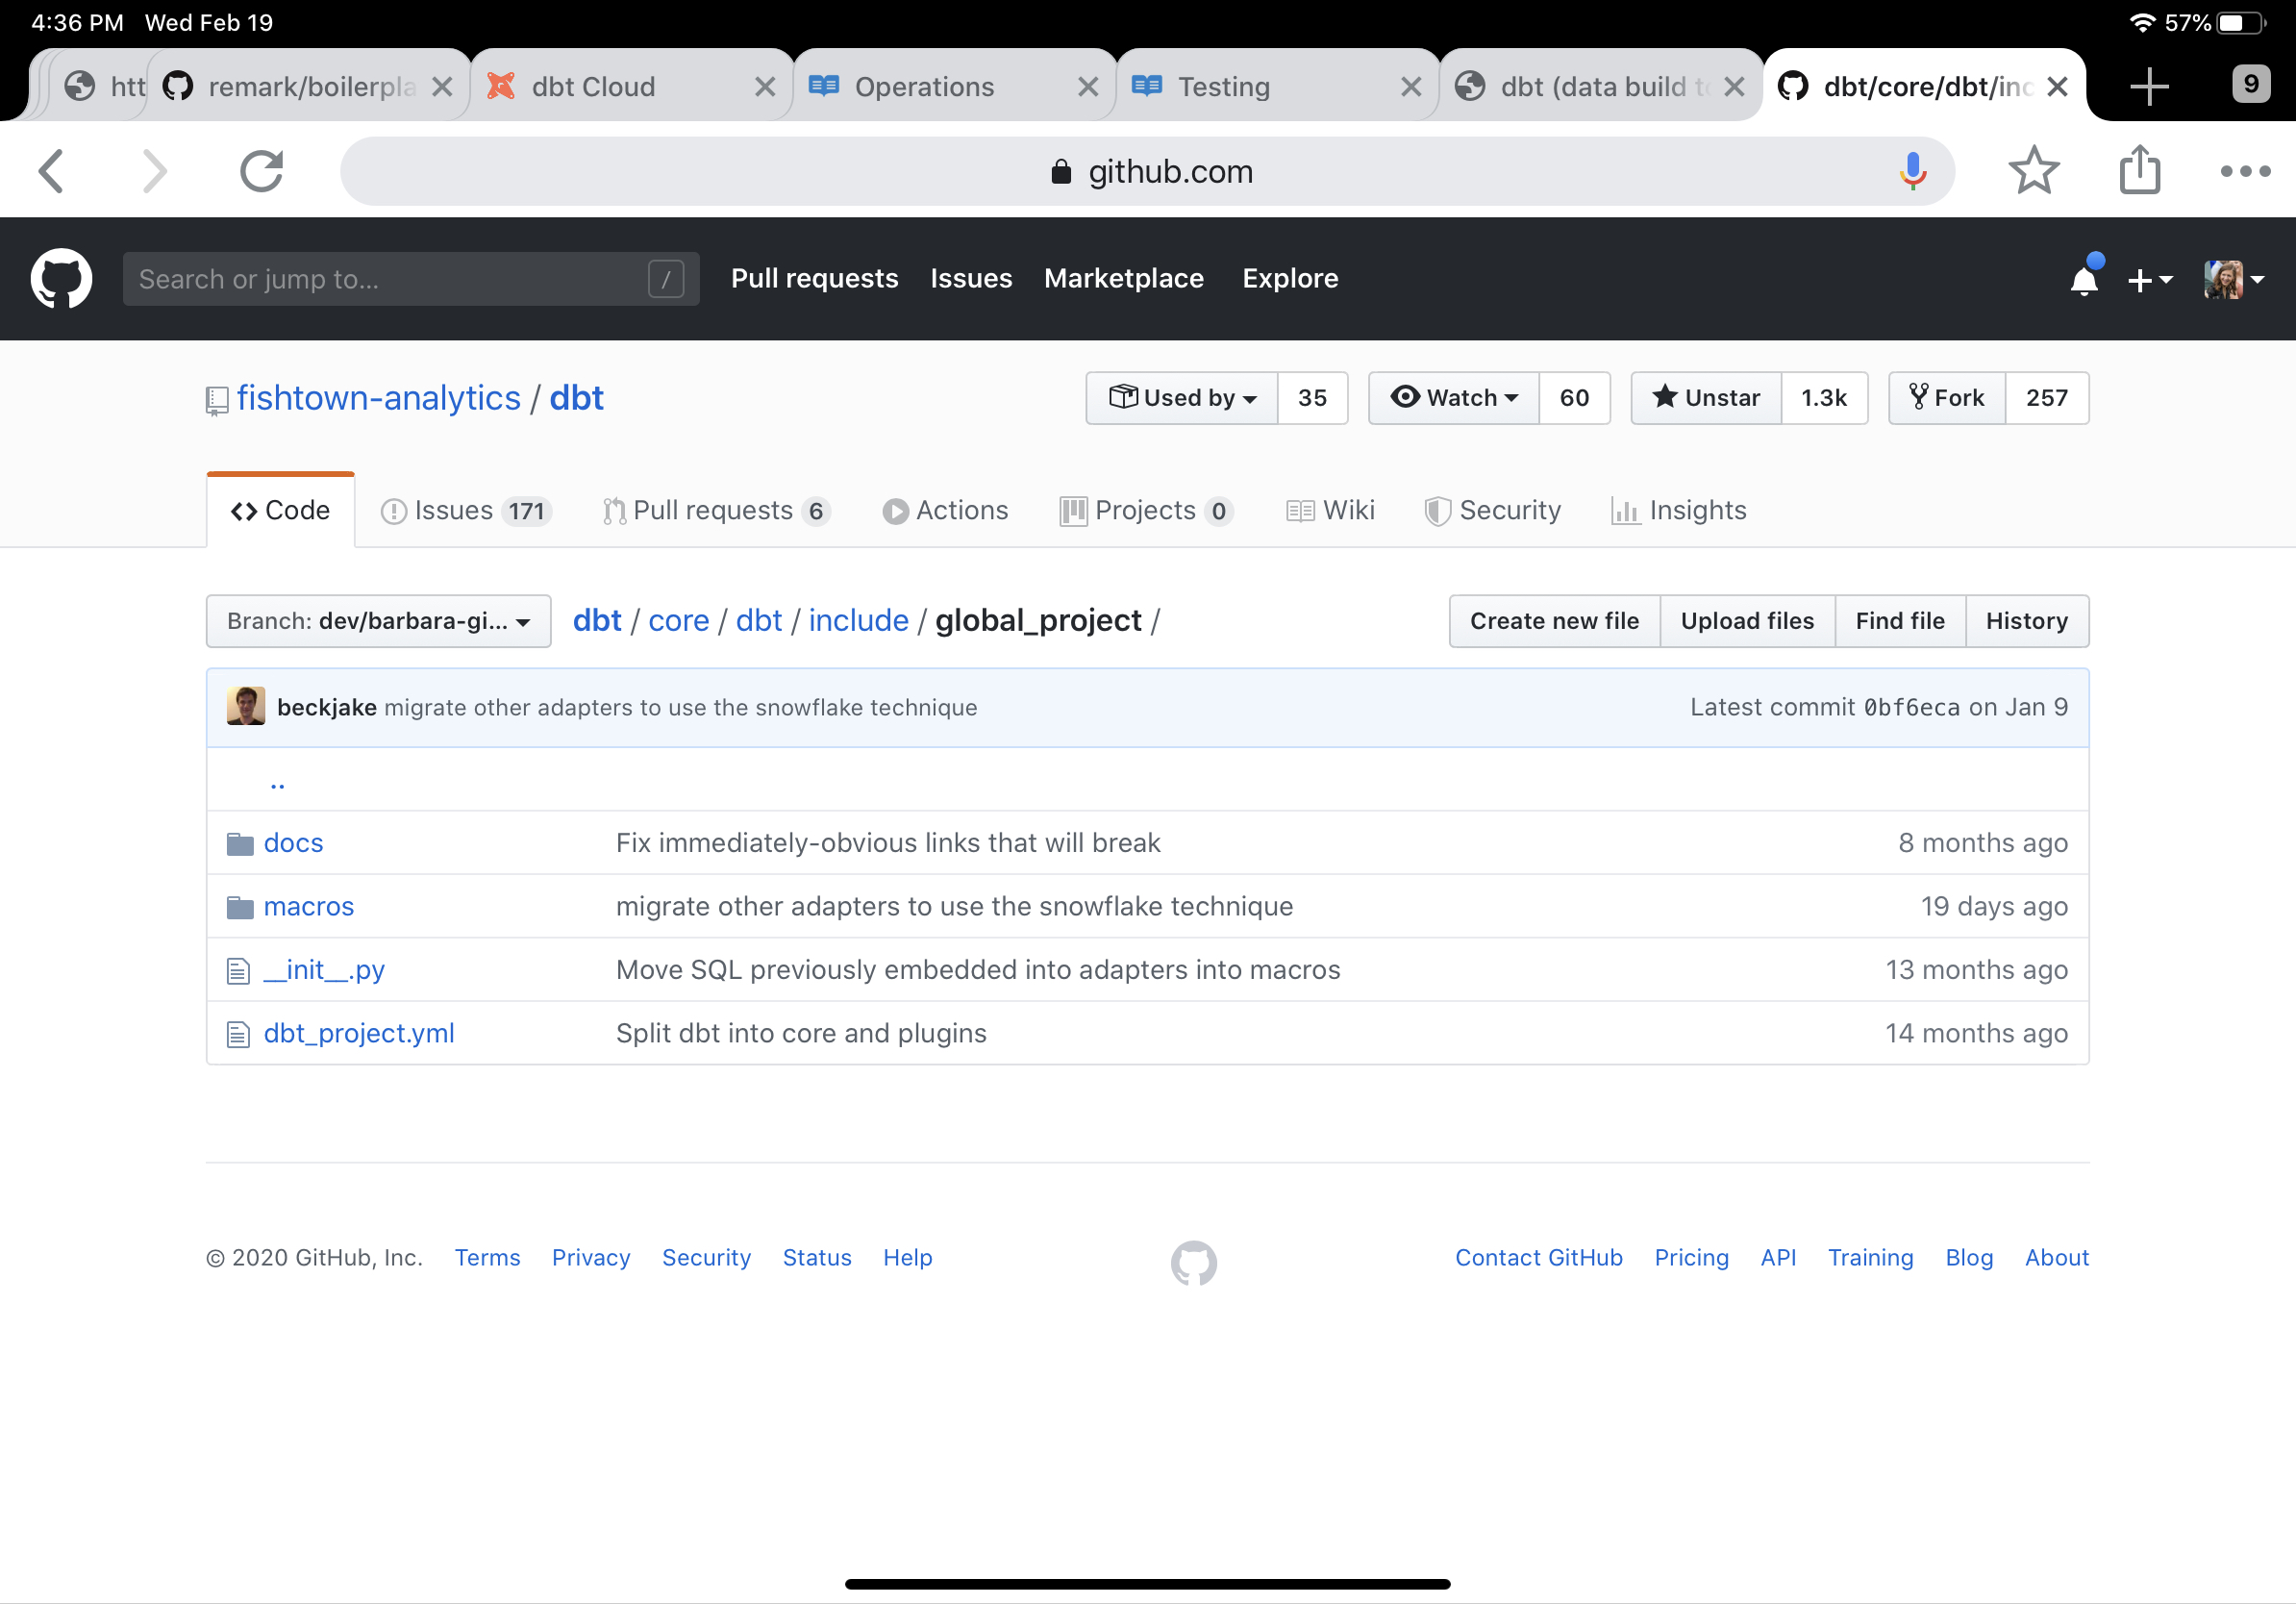 4:36 PM Wed Feb 19 57%
htt remark/boilerpla dbt Cloud Operations Testing dbt (data build to dbt/core/dbt/inc 9
github.com
Search or jump to... / Pull requests Issues Marketplace Explore
fishtown-analytics / dbt Used by 35 Watch 60 Unstar 1.3k Fork 257
Code Issues 171 Pull requests 6 Actions Projects 0 Wiki Security Insights
Branch: dev/barbara-gi... dbt / core / dbt / include / global_project / Create new file Upload files Find file History
beckjake migrate other adapters to use the snowflake technique Latest commit 0bf6eca on Jan 9
..
docs Fix immediately-obvious links that will break 8 months ago
macros migrate other adapters to use the snowflake technique 19 days ago
__init__.py Move SQL previously embedded into adapters into macros 13 months ago
dbt_project.yml Split dbt into core and plugins 14 months ago
© 2020 GitHub, Inc. Terms Privacy Security Status Help Contact GitHub Pricing API Training Blog About